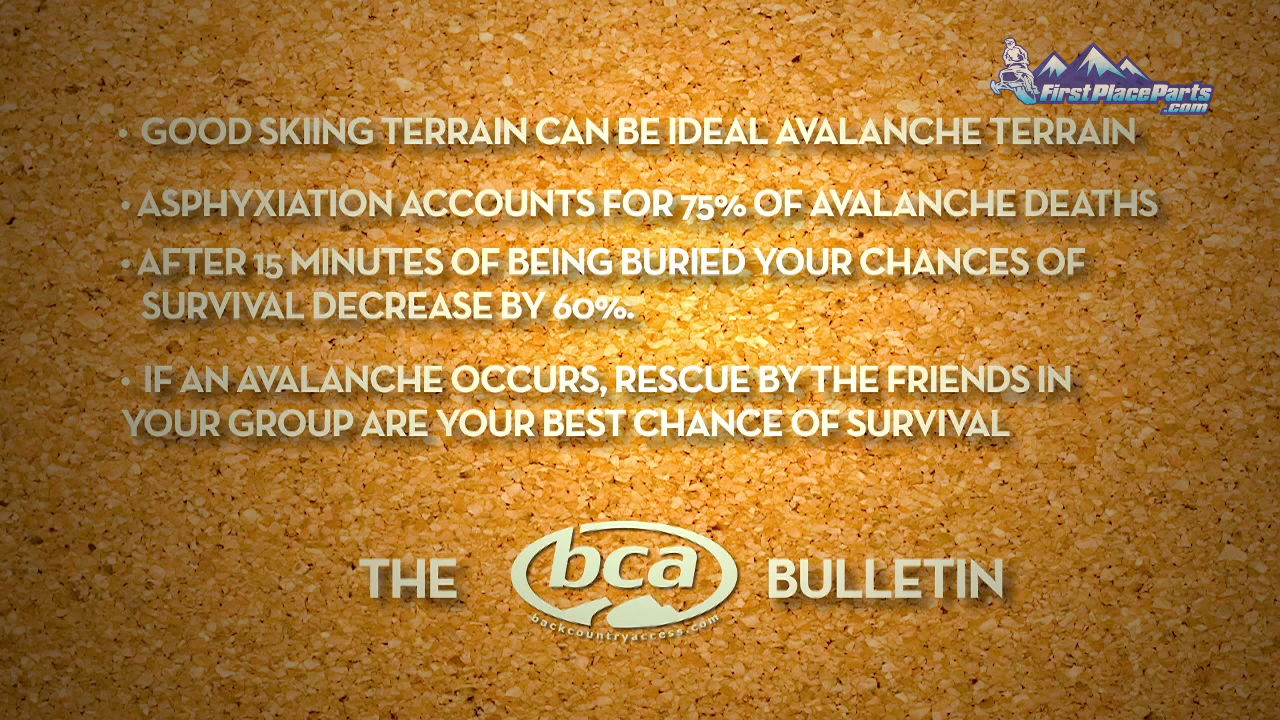 FirstPlaceParts
.com
• GOOD SKIING TERRAIN CAN BE IDEAL AVALANCHE TERRAIN
• ASPHYXIATION ACCOUNTS FOR 75% OF AVALANCHE DEATHS
• AFTER 15 MINUTES OF BEING BURIED YOUR CHANCES OF
SURVIVAL DECREASE BY 60%.
• IF AN AVALANCHE OCCURS, RESCUE BY THE FRIENDS IN
YOUR GROUP ARE YOUR BEST CHANCE OF SURVIVAL
THE bca BULLETIN
backcountryaccess.com